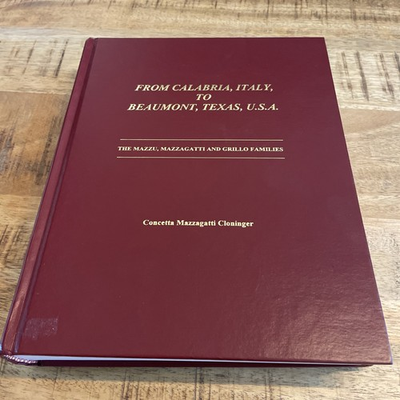 FROM CALABRIA, ITALY,
TO
BEAUMONT, TEXAS, U.S.A.
THE MAZZU, MAZZAGATTI AND GRILLO FAMILIES
Concetta Mazzagatti Cloninger